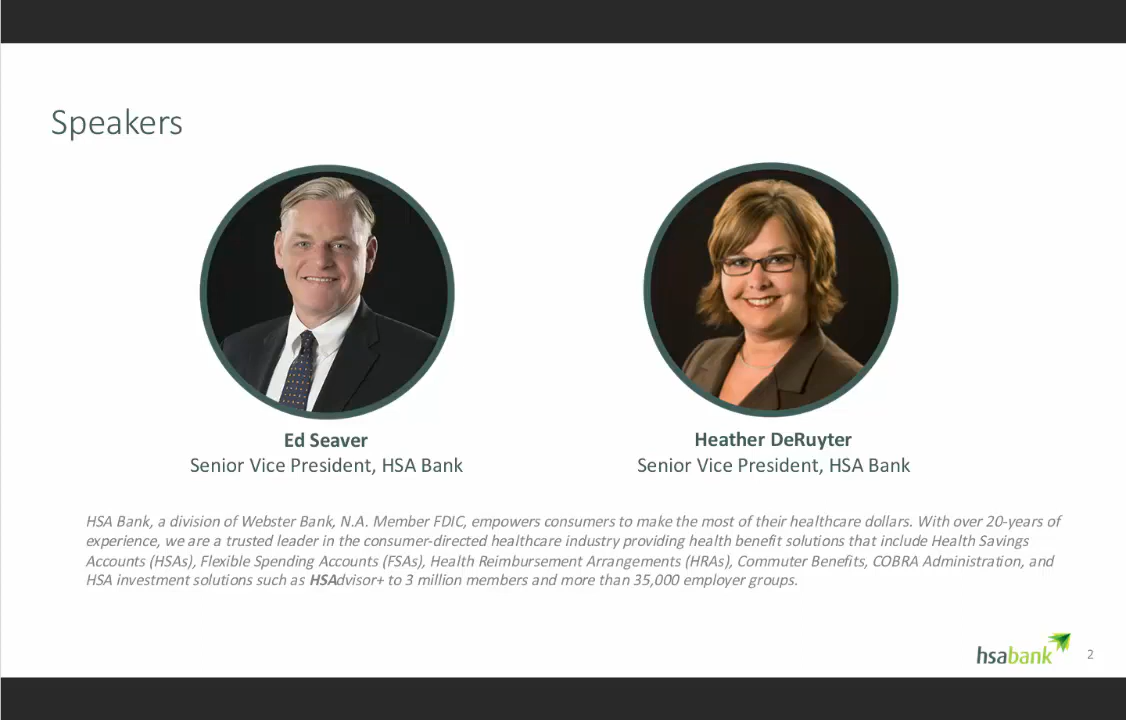 Speakers
Ed Seaver
Senior Vice President, HSA Bank
Heather DeRuyter
Senior Vice President, HSA Bank
HSA Bank, a division of Webster Bank, N.A. Member FDIC, empowers consumers to make the most of their healthcare dollars. With over 20-years of
experience, we are a trusted leader in the consumer-directed healthcare industry providing health benefit solutions that include Health Savings
Accounts (HSAs), Flexible Spending Accounts (FSAs), Health Reimbursement Arrangements (HRAs), Commuter Benefits, COBRA Administration, and
HSA investment solutions such as HSAdvisor+ to 3 million members and more than 35,000 employer groups.
hsabank
2